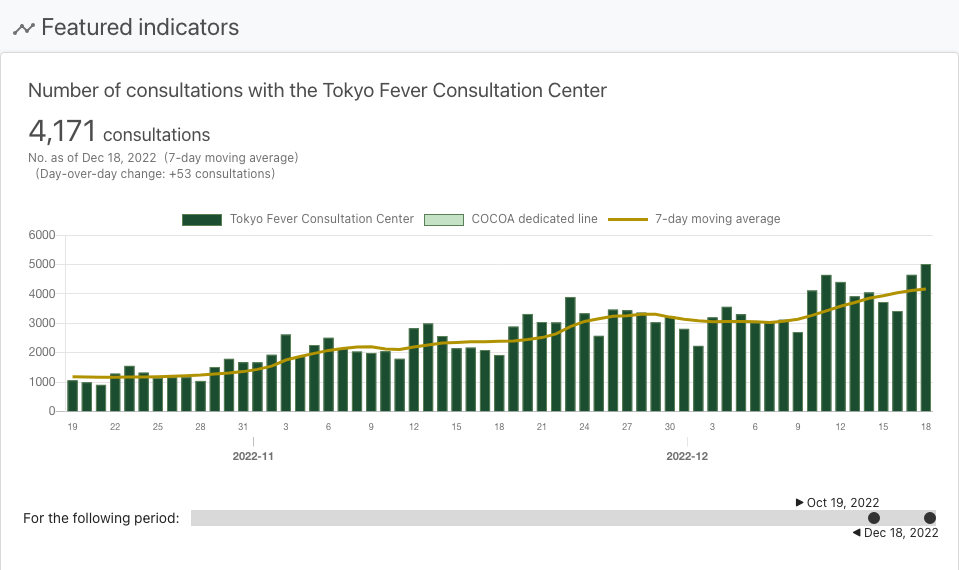 Featured indicators
Number of consultations with the Tokyo Fever Consultation Center
4,171 consultations
No. as of Dec 18, 2022 (7-day moving average)
(Day-over-day change: +53 consultations)
Tokyo Fever Consultation Center COCOA dedicated line 7-day moving average
6000
5000
4000
3000
2000
1000
0
19 22 25 28 31 3 6 9 12 15 18 21 24 27 30 3 6 9 12 15 18
2022-11 2022-12
Oct 19, 2022
For the following period:
Dec 18, 2022